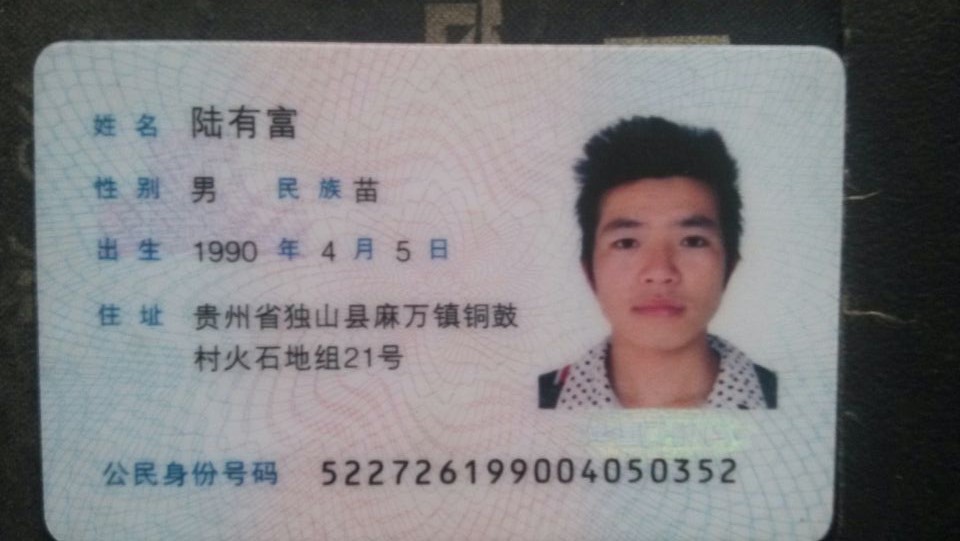 姓名 陆有富
性别 男 民族 苗
出生 1990 年 4 月 5 日
住址 贵州省独山县麻万镇铜鼓
村火石地组21号
公民身份号码 522726199004050352